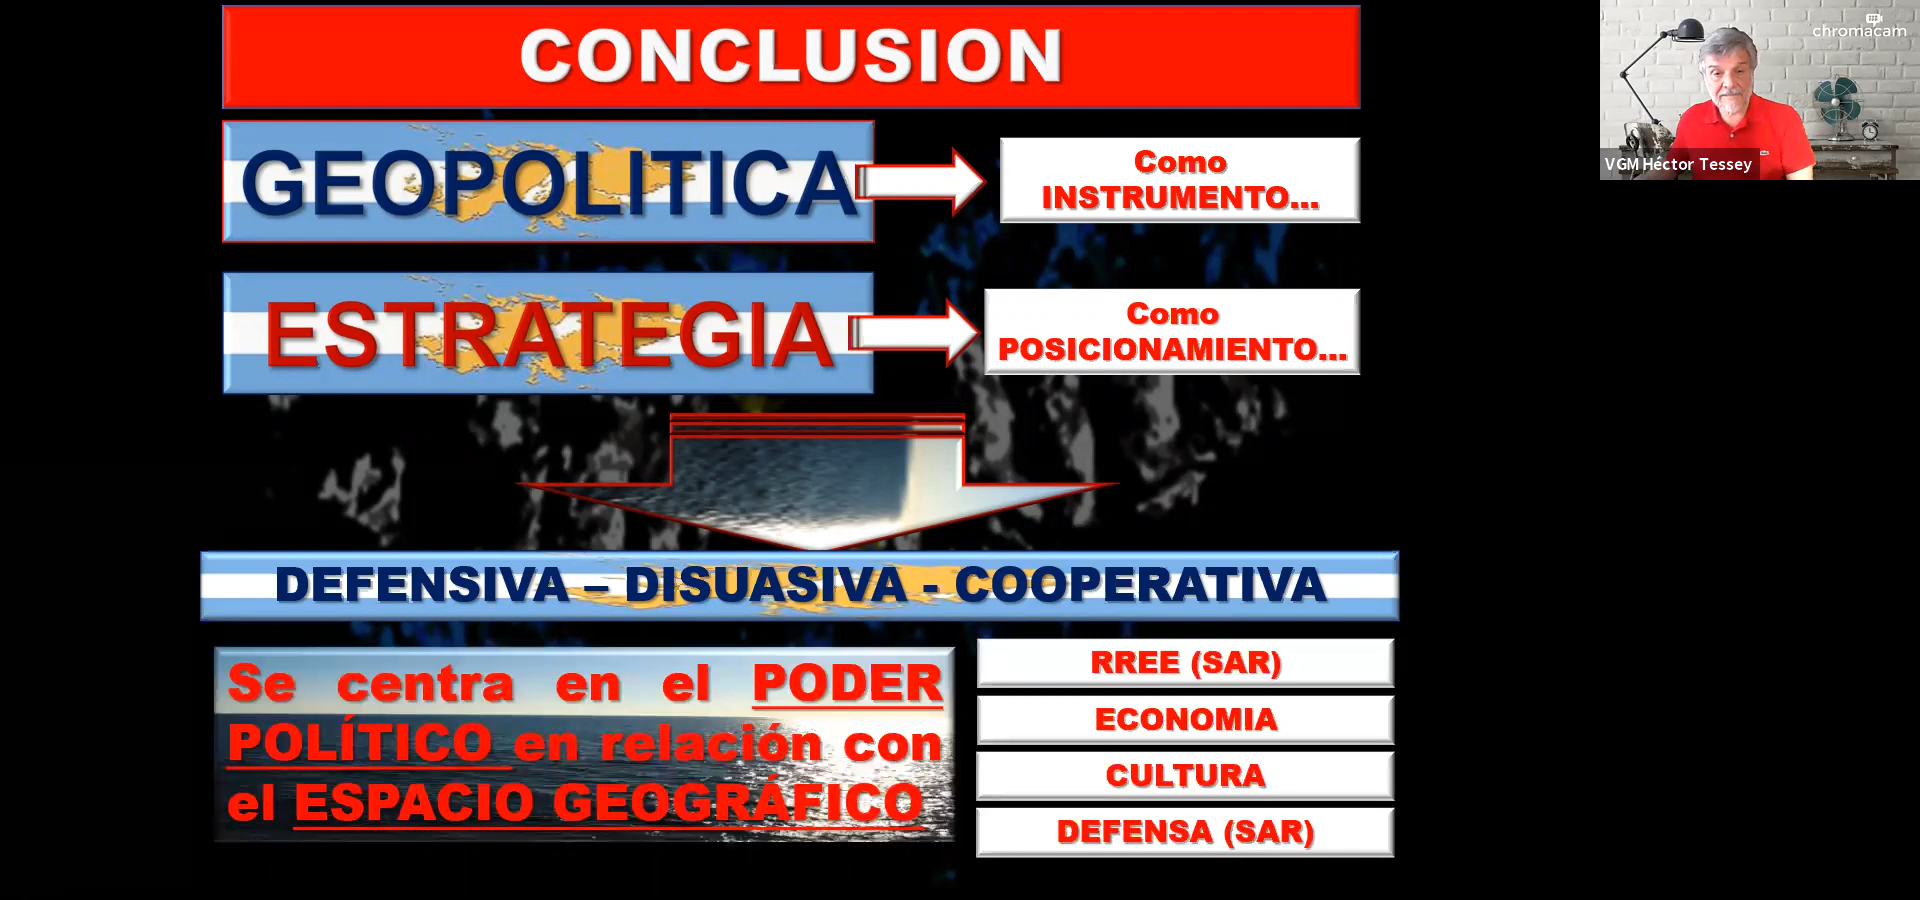 CONCLUSION
GEOPOLITICA
Como
INSTRUMENTO...
ESTRATEGIA
Como
POSICIONAMIENTO...
DEFENSIVA – DISUASIVA - COOPERATIVA
Se centra en el PODER
POLÍTICO en relación con
el ESPACIO GEOGRÁFICO
RREE (SAR)
ECONOMIA
CULTURA
DEFENSA (SAR)
chromacam
VGM Héctor Tessey